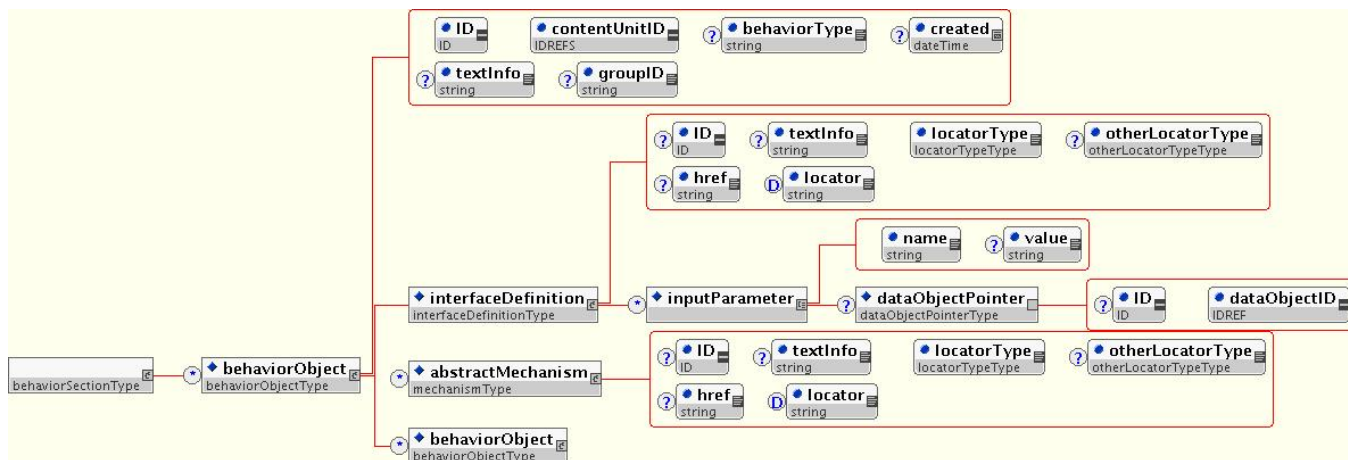 ID contentUnitID ? behaviorType ? created
ID IDREFS string dateTime
? textInfo ? groupID
string string
? ID ? textInfo locatorType ? otherLocatorType
ID string locatorTypeType otherLocatorTypeType
? href D locator
string string
name ? value
string string
interfaceDefinition * inputParameter ? dataObjectPointer ? ID dataObjectID
interfaceDefinitionType dataObjectPointerType ID IDREF
* behaviorObject
behaviorSectionType behaviorObjectType
? ID ? textInfo locatorType ? otherLocatorType
ID string locatorTypeType otherLocatorTypeType
* abstractMechanism
mechanismType
? href D locator
string string
* behaviorObject
behaviorObjectType